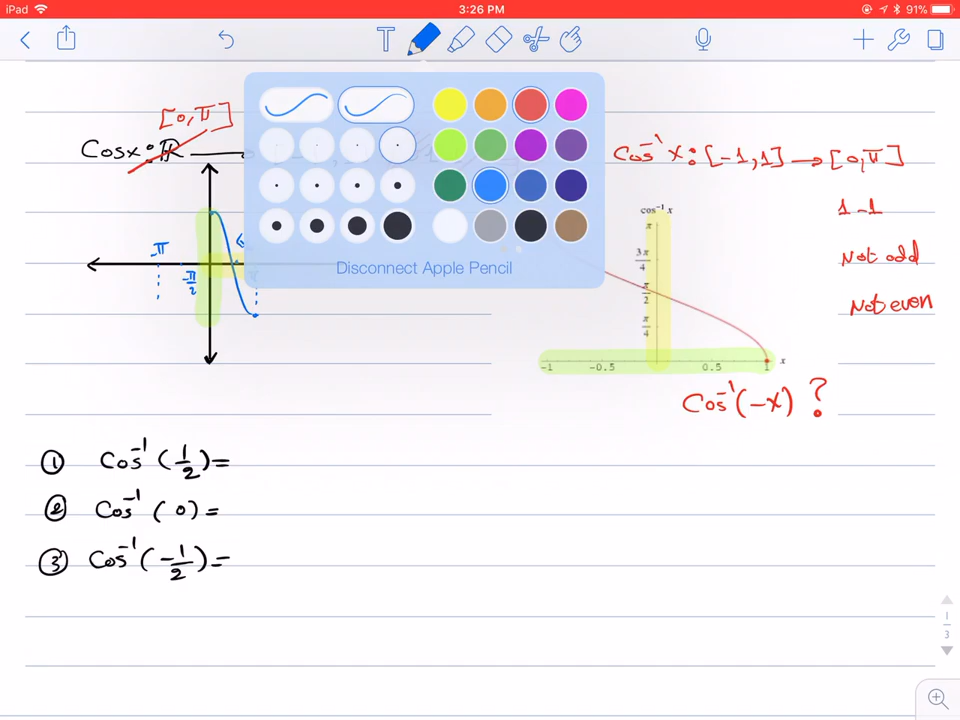 iPad 3:26 PM 91%
T
[0,π]
Cosx:ℝ
Disconnect Apple Pencil
-π
-π/2
Cos⁻¹ x: [-1,1] → [0,π]
1-1
Not odd
Not even
cos⁻¹ x
π
3π/4
π/2
π/4
-1 -0.5 0.5 1 x
Cos⁻¹(-x) ?
① Cos⁻¹(1/2)=
② Cos⁻¹(0)=
③ Cos⁻¹(-1/2)=
1/3